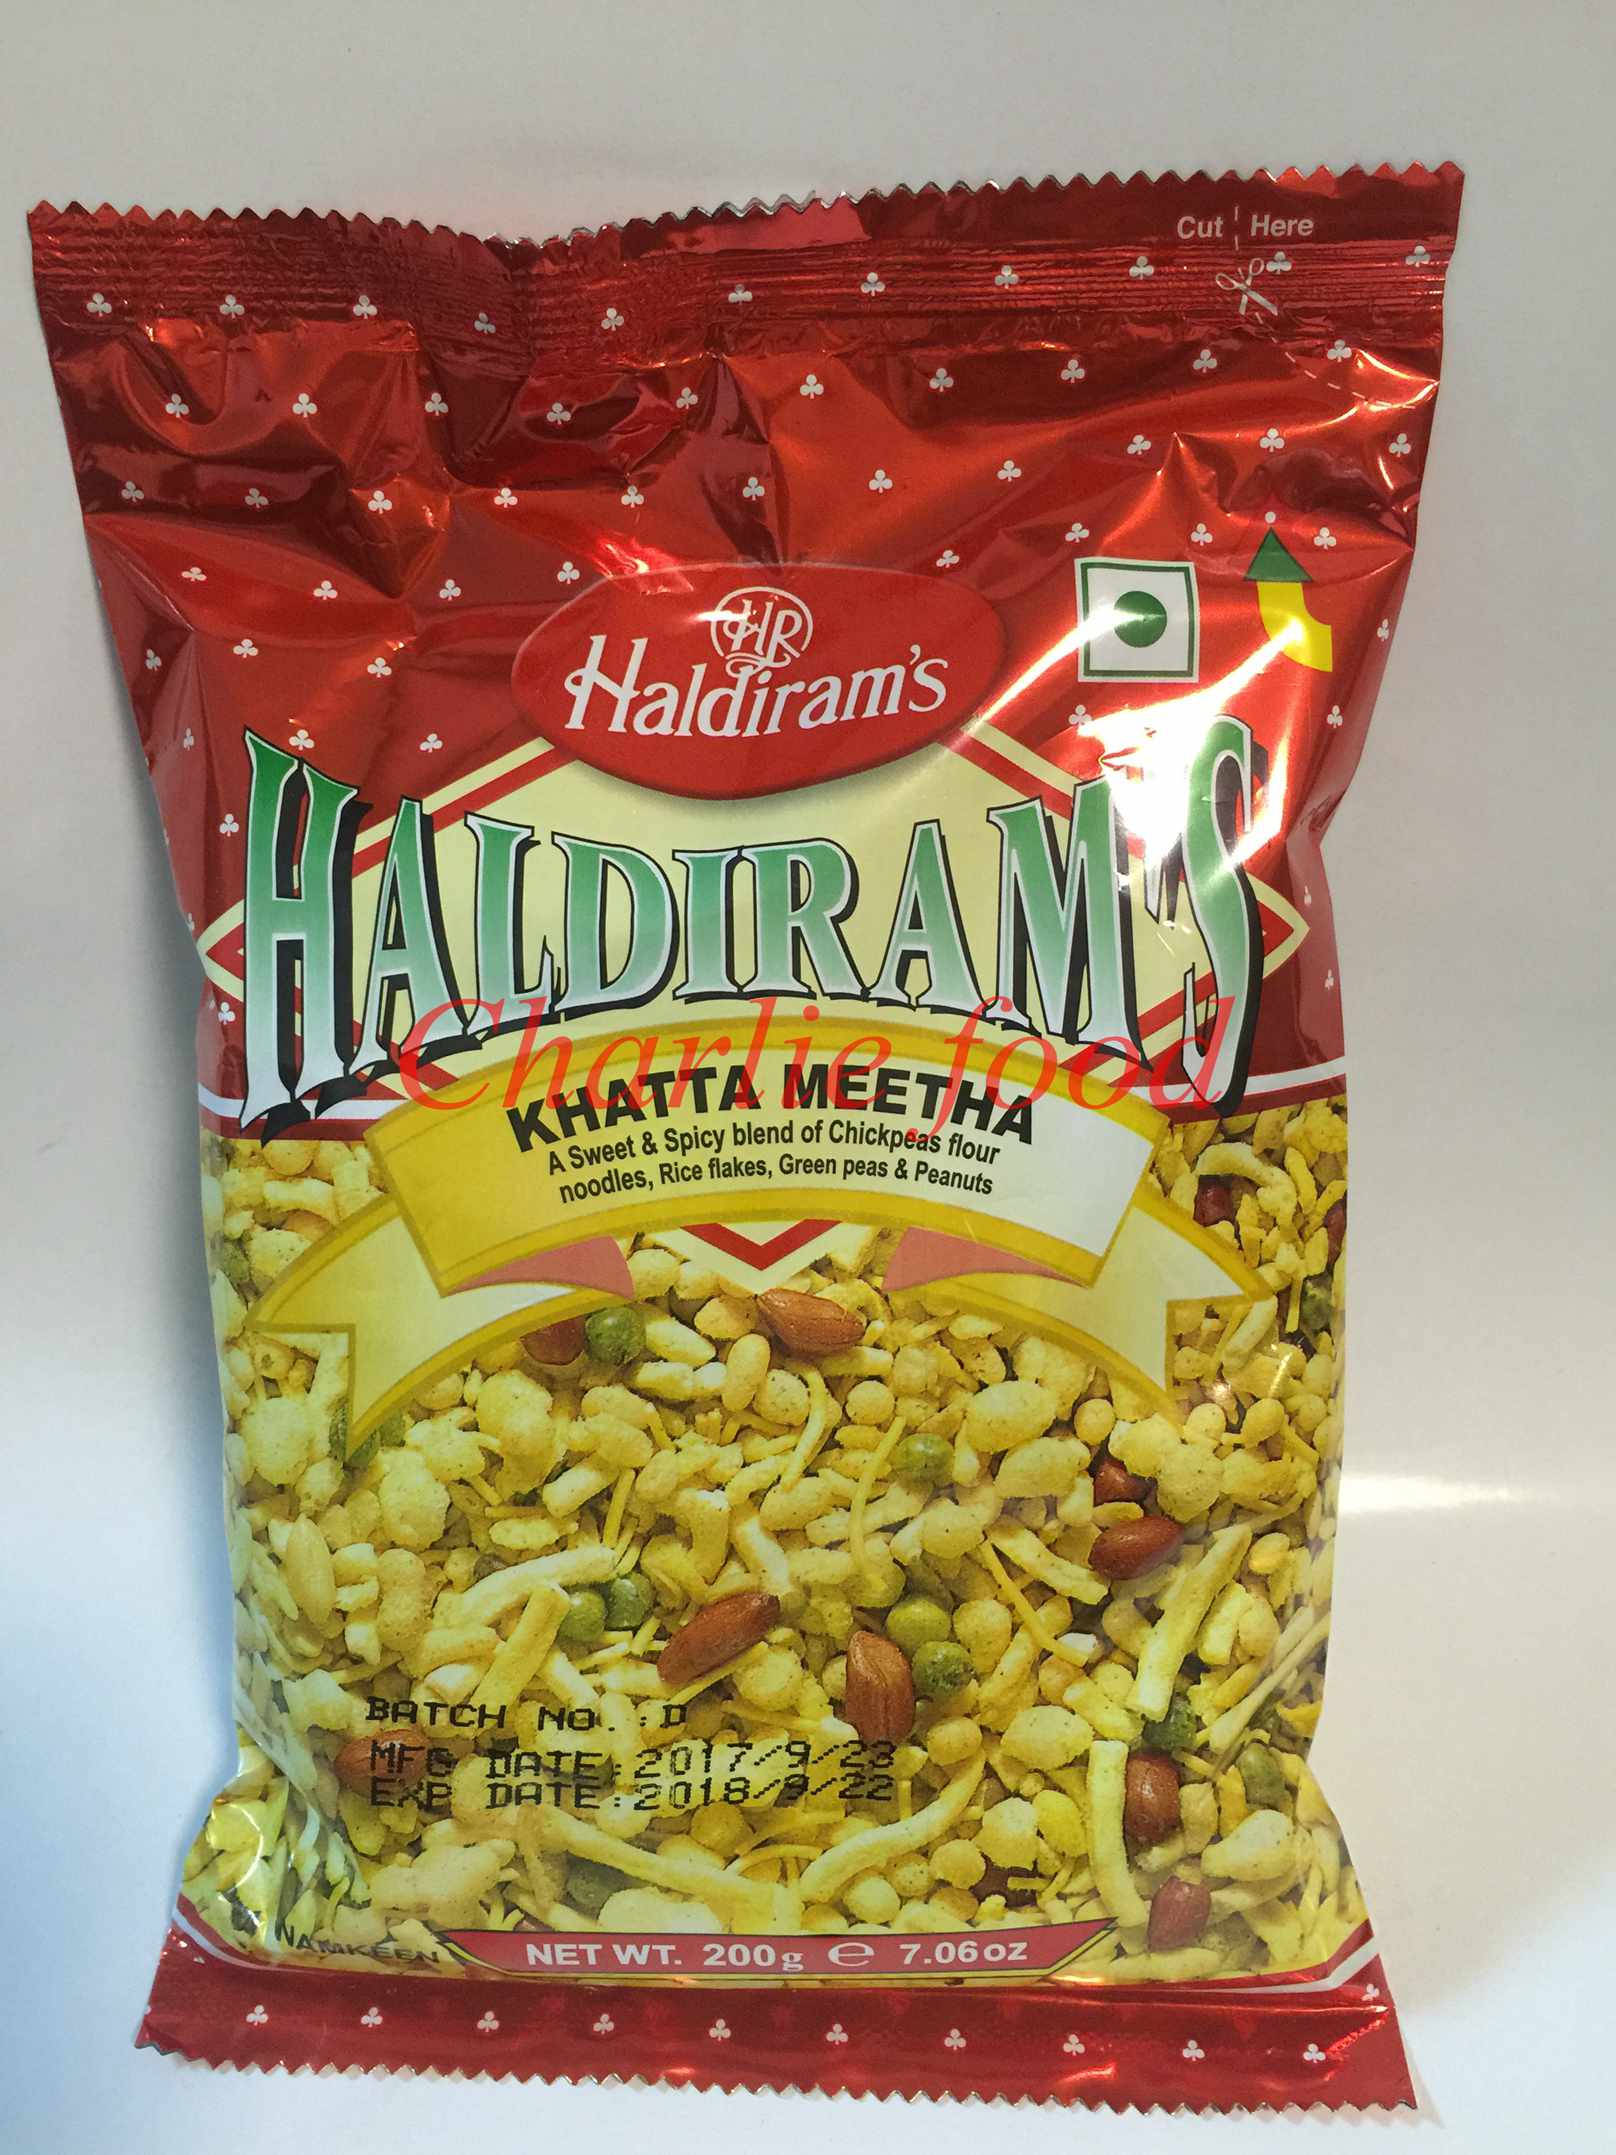 Cut Here
HR
Haldiram's
HALDIRAM'S
Charlie food
KHATTA MEETHA
A Sweet & Spicy blend of Chickpeas flour
noodles, Rice flakes, Green peas & Peanuts
BATCH NO. :D
MFG DATE:2017/9/23
EXP DATE:2018/9/22
NAMKEEN
NET WT. 200g e 7.06oz